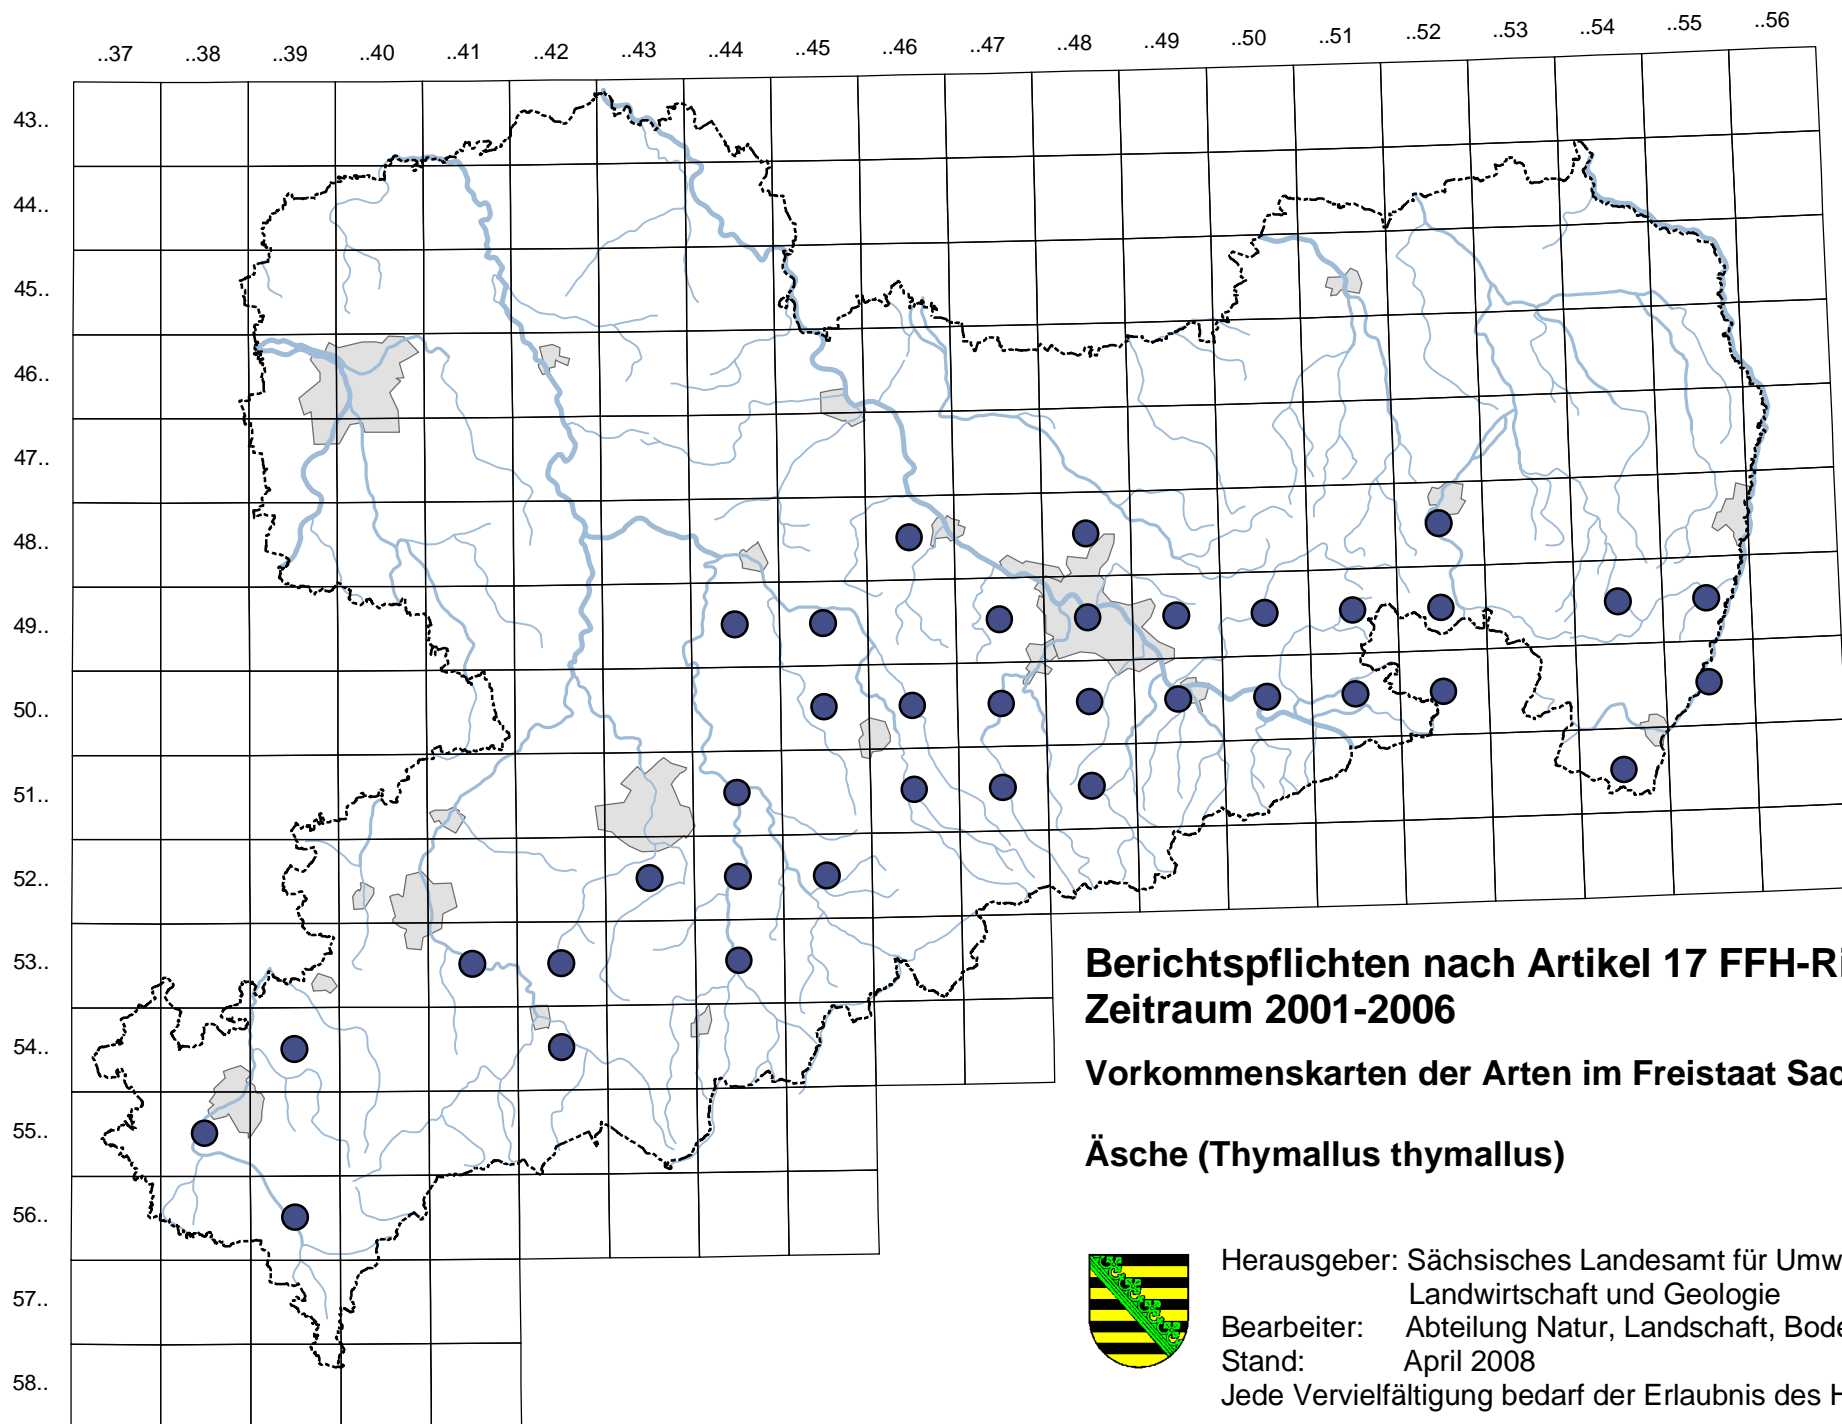 ..37 ..38 ..39 ..40 ..41 ..42 ..43 ..44 ..45 ..46 ..47 ..48 ..49 ..50 ..51 ..52 ..53 ..54 ..55 ..56
43..
44..
45..
46..
47..
48..
49..
50..
51..
52..
53..
54..
55..
56..
57..
58..
Berichtspflichten nach Artikel 17 FFH-Ri
Zeitraum 2001-2006
Vorkommenskarten der Arten im Freistaat Sac
Äsche (Thymallus thymallus)
Herausgeber: Sächsisches Landesamt für Umw
Landwirtschaft und Geologie
Bearbeiter: Abteilung Natur, Landschaft, Bode
Stand: April 2008
Jede Vervielfältigung bedarf der Erlaubnis des H